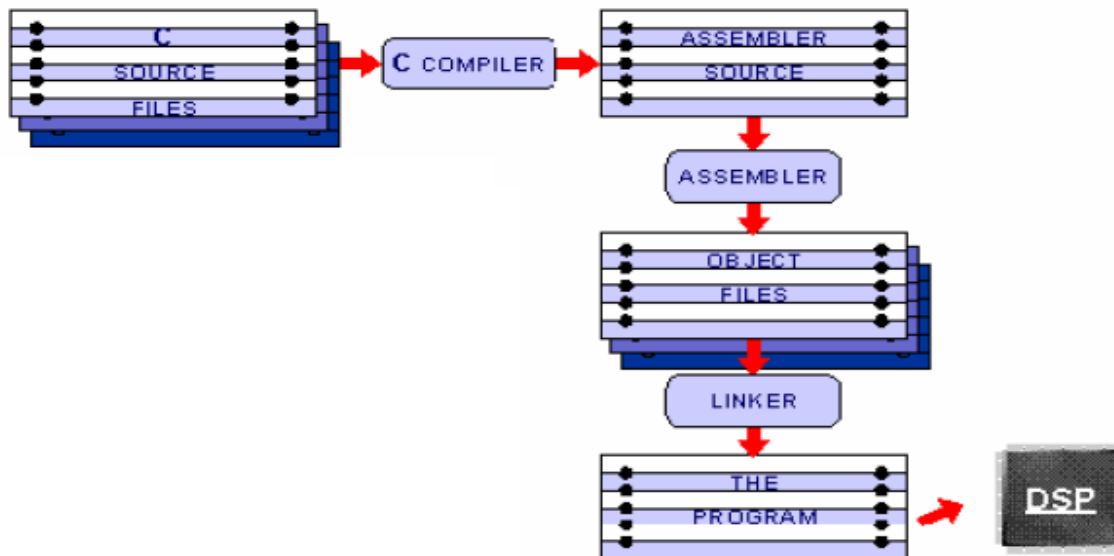 C
SOURCE
FILES
C COMPILER
ASSEMBLER
SOURCE
ASSEMBLER
OBJECT
FILES
LINKER
THE
PROGRAM
DSP